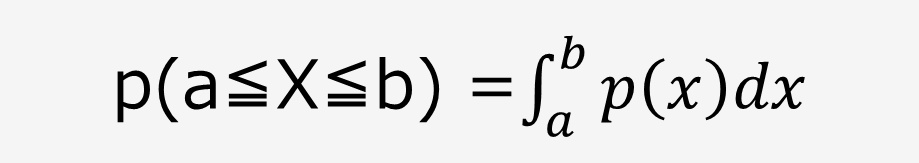 p(a≦X≦b) =∫_a^b p(x)dx